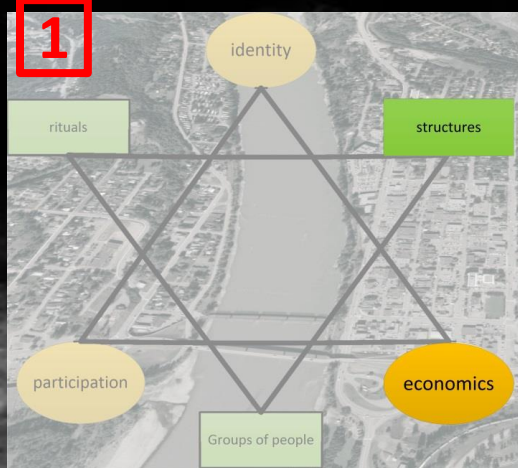 1
identity
rituals
structures
participation
economics
Groups of people